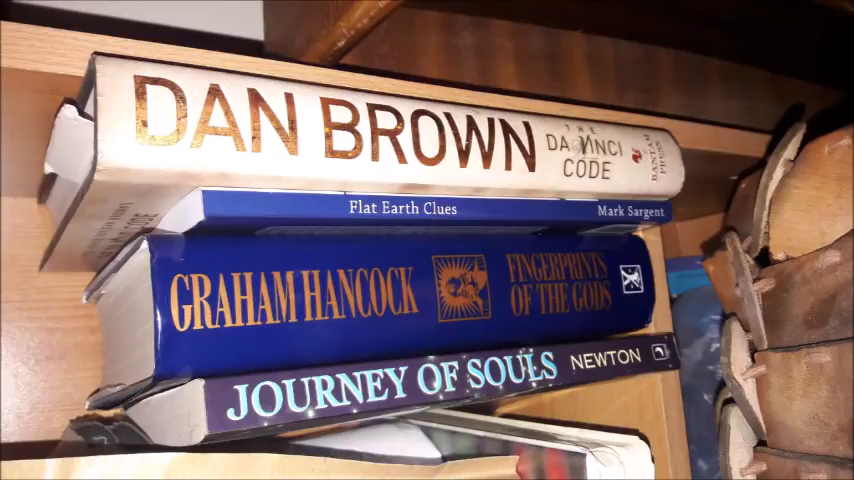 DAN BROWN
THE
DA VINCI
CODE
BANTAM
PRESS
Flat Earth Clues Mark Sargent
GRAHAM HANCOCK
FINGERPRINTS
OF THE GODS
JOURNEY OF SOULS NEWTON